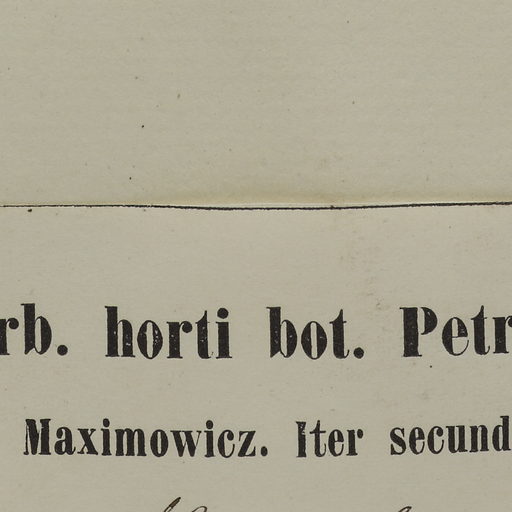 rb. horti bot. Petr
Maximowicz. Iter secund